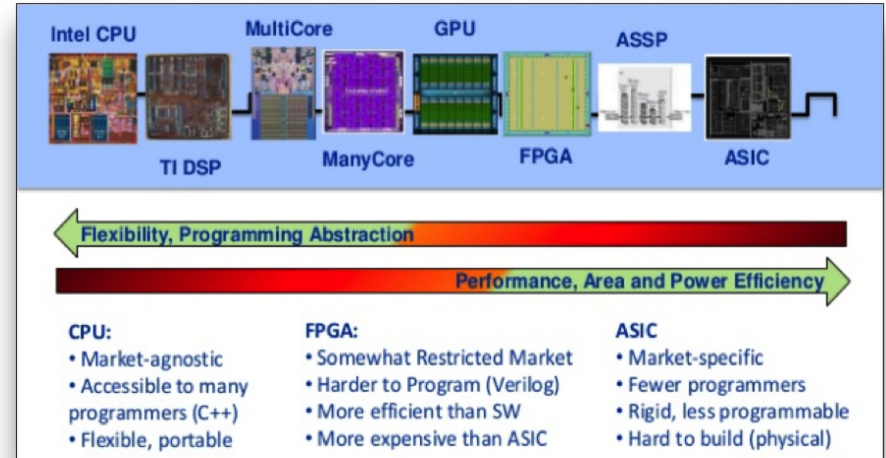 Intel CPU
MultiCore
GPU
ASSP
TI DSP
ManyCore
FPGA
ASIC
Flexibility, Programming Abstraction
Performance, Area and Power Efficiency
CPU:
• Market-agnostic
• Accessible to many
programmers (C++)
• Flexible, portable
FPGA:
• Somewhat Restricted Market
• Harder to Program (Verilog)
• More efficient than SW
• More expensive than ASIC
ASIC
• Market-specific
• Fewer programmers
• Rigid, less programmable
• Hard to build (physical)